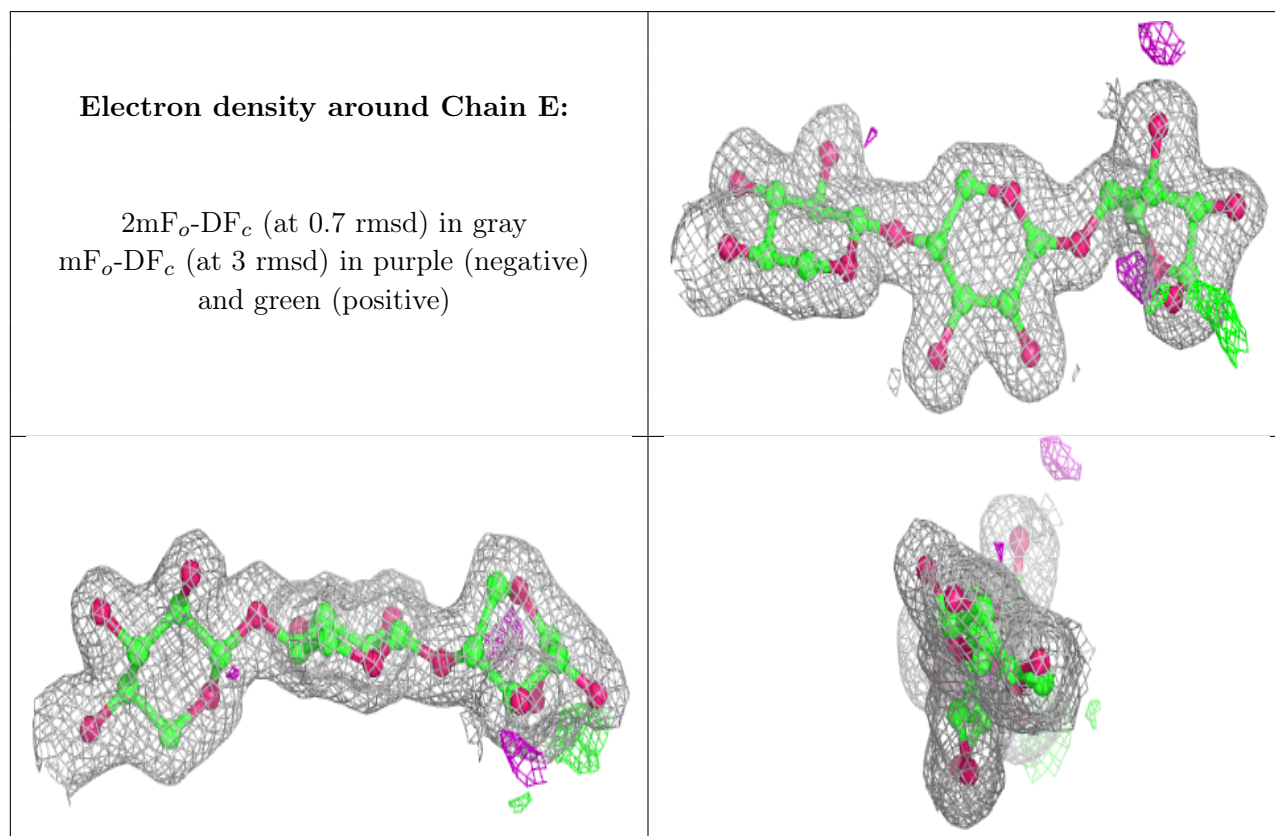 Electron density around Chain E:
2mFₒ-DF𝒸 (at 0.7 rmsd) in gray
mFₒ-DF𝒸 (at 3 rmsd) in purple (negative)
and green (positive)